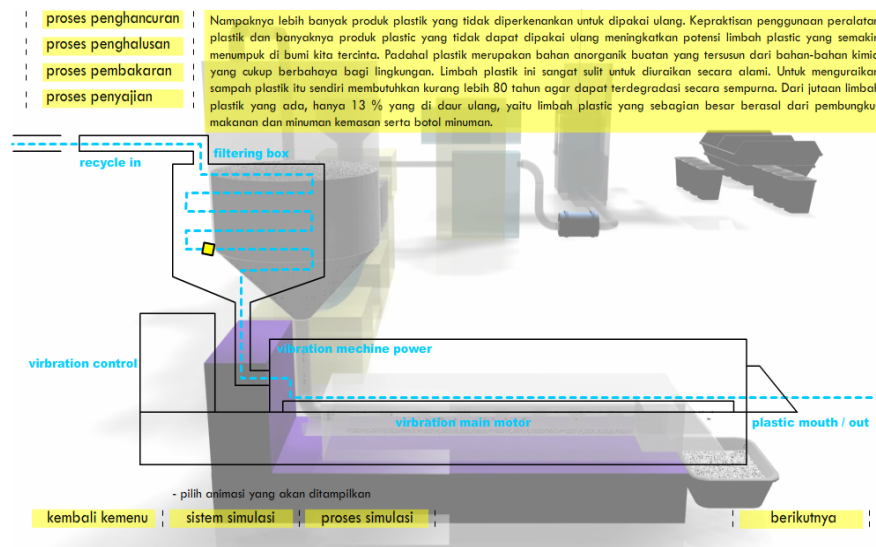 proses penghancuran
proses penghalusan
proses pembakaran
proses penyajian
Nampaknya lebih banyak produk plastik yang tidak diperkenankan untuk dipakai ulang. Kepraktisan penggunaan peralatan
plastik dan banyaknya produk plastic yang tidak dapat dipakai ulang meningkatkan potensi limbah plastic yang semakin
menumpuk di bumi kita tercinta. Padahal plastik merupakan bahan anorganik buatan yang tersusun dari bahan-bahan kimia
yang cukup berbahaya bagi lingkungan. Limbah plastik ini sangat sulit untuk diuraikan secara alami. Untuk menguraikan
sampah plastik itu sendiri membutuhkan kurang lebih 80 tahun agar dapat terdegradasi secara sempurna. Dari jutaan limbah
plastik yang ada, hanya 13 % yang di daur ulang, yaitu limbah plastic yang sebagian besar berasal dari pembungkus
makanan dan minuman kemasan serta botol minuman.
recycle in
filtering box
virbration control
vibration mechine power
virbration main motor
plastic mouth / out
- pilih animasi yang akan ditampilkan
kembali kemenu
sistem simulasi
proses simulasi
berikutnya